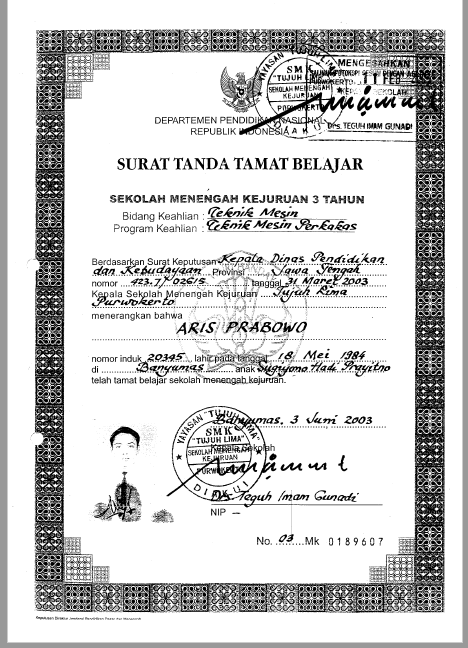 MENGESAHKAN
11 FEB
Drs. TEGUH IMAM GUNADI
YAYASAN "TUJUH LIMA"
SMK
"TUJUH LIMA"
SEKOLAH MENENGAH
KEJURUAN
PURWOKERTO
DEPARTEMEN PENDIDIKAN NASIONAL
REPUBLIK INDONESIA
SURAT TANDA TAMAT BELAJAR
SEKOLAH MENENGAH KEJURUAN 3 TAHUN
Bidang Keahlian : Teknik Mesin
Program Keahlian : Teknik Mesin Perkakas
Berdasarkan Surat Keputusan Kepala Dinas Pendidikan
dan Kebudayaan Provinsi Jawa Tengah
nomor 423.7/02615 tanggal 31 Maret 2003
Kepala Sekolah Menengah Kejuruan Tujuh Lima
Purwokerto
menerangkan bahwa
ARIS PRABOWO
nomor induk 20345 lahir pada tanggal 18 Mei 1984
di Banyumas anak Sugiyono Hadi Prayitno
telah tamat belajar sekolah menengah kejuruan.
Banyumas, 3 Juni 2003
Kepala Sekolah
YAYASAN "TUJUH LIMA"
SMK
"TUJUH LIMA"
SEKOLAH MENENGAH
KEJURUAN
PURWOKERTO
DIAKUI
Drs Teguh Imam Gunadi
NIP –
No. 03 Mk 0189607